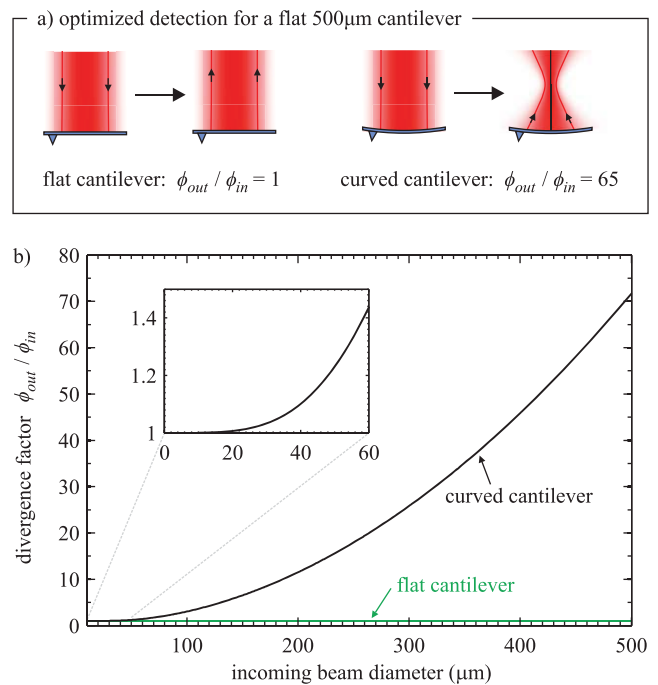 a) optimized detection for a flat 500µm cantilever
flat cantilever: ϕout / ϕin = 1
curved cantilever: ϕout / ϕin = 65
b)
80
70
60
50
40
30
20
10
0
divergence factor ϕout / ϕin
1.4
1.2
1
0
20
40
60
curved cantilever
flat cantilever
100
200
300
400
500
incoming beam diameter (µm)